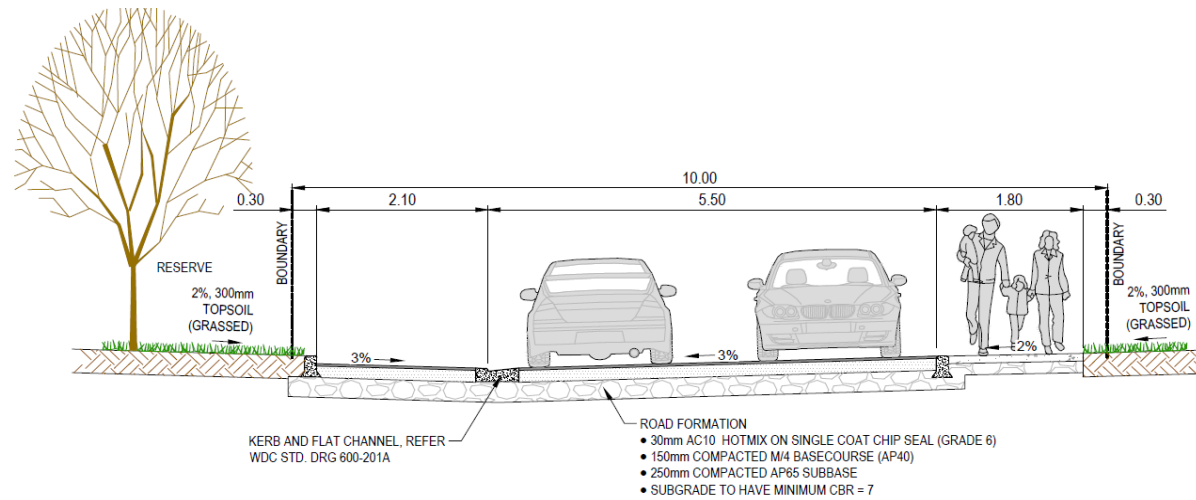 10.00
0.30
2.10
5.50
1.80
0.30
BOUNDARY
BOUNDARY
RESERVE
2%, 300mm
TOPSOIL
(GRASSED)
2%, 300mm
TOPSOIL
(GRASSED)
3%
3%
2%
KERB AND FLAT CHANNEL, REFER
WDC STD. DRG 600-201A
ROAD FORMATION
● 30mm AC10 HOTMIX ON SINGLE COAT CHIP SEAL (GRADE 6)
● 150mm COMPACTED M/4 BASECOURSE (AP40)
● 250mm COMPACTED AP65 SUBBASE
● SUBGRADE TO HAVE MINIMUM CBR = 7